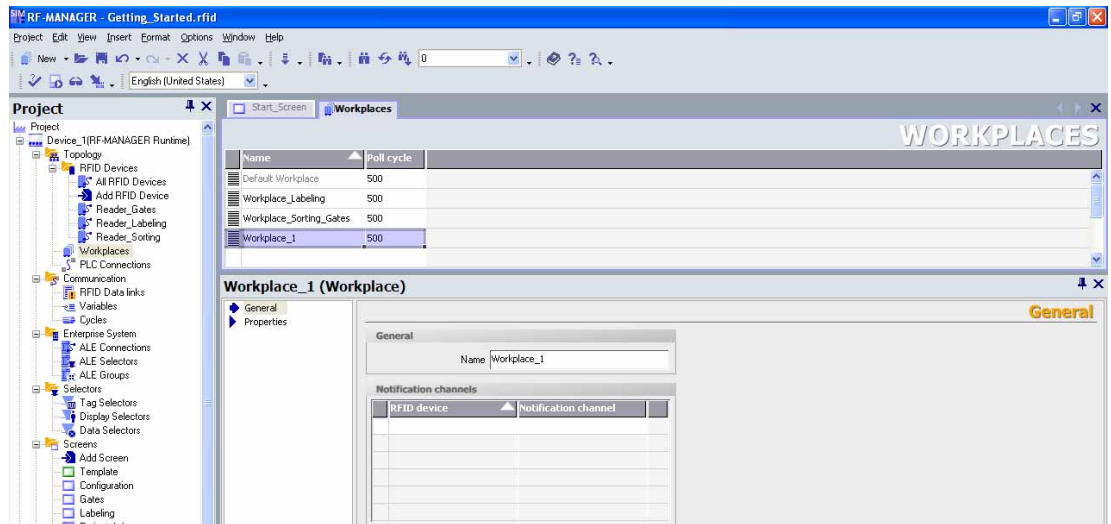 RF-MANAGER - Getting_Started.rfid
Project Edit View Insert Format Options Window Help
New 0
English (United States)
Project
Start_Screen Workplaces
Project
Device_1(RF-MANAGER Runtime)
Topology
RFID Devices
All RFID Devices
Add RFID Device
Reader_Gates
Reader_Labeling
Reader_Sorting
Workplaces
PLC Connections
Communication
RFID Data links
Variables
Cycles
Enterprise System
ALE Connections
ALE Selectors
ALE Groups
Selectors
Tag Selectors
Display Selectors
Data Selectors
Screens
Add Screen
Template
Configuration
Gates
Labeling
WORKPLACES
Name Poll cycle
Default Workplace 500
Workplace_Labeling 500
Workplace_Sorting_Gates 500
Workplace_1 500
Workplace_1 (Workplace)
General
Properties
General
General
Name Workplace_1
Notification channels
RFID device Notification channel